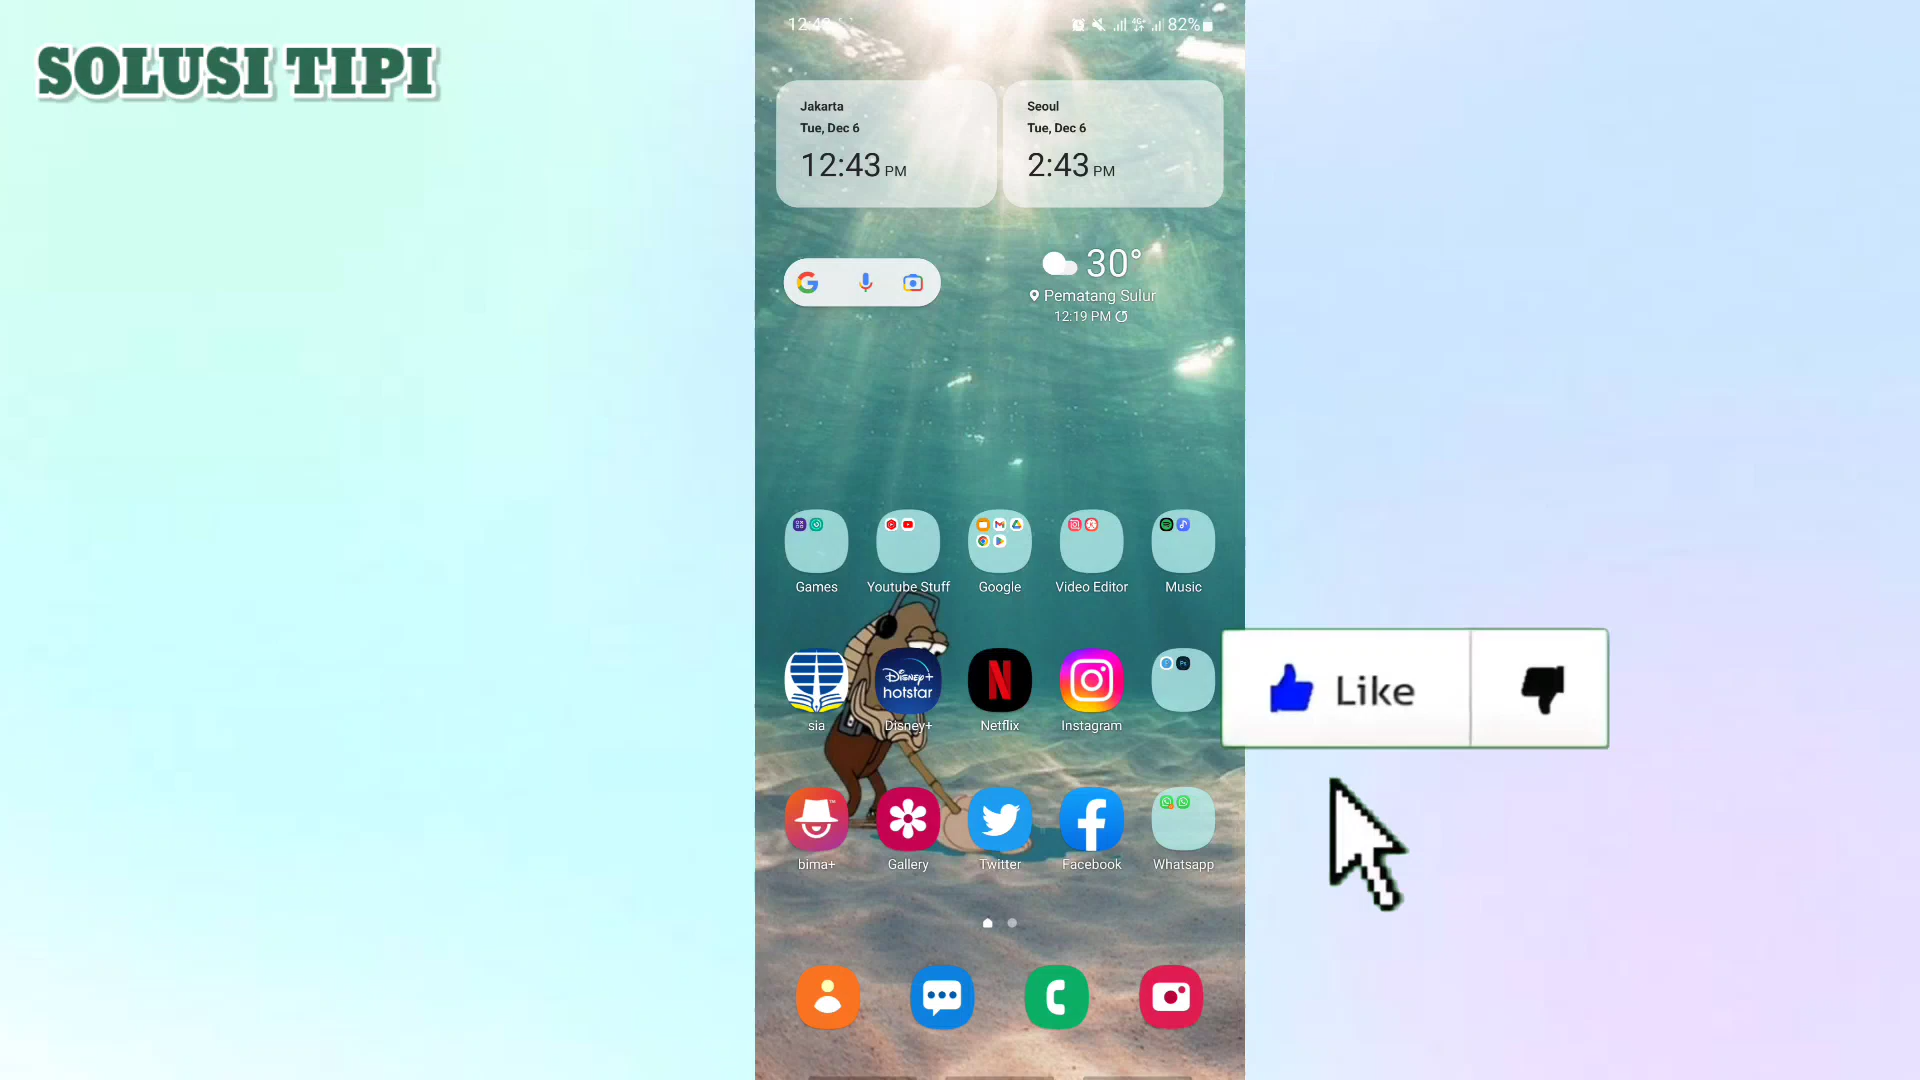 SOLUSI TIPI
82%
Jakarta
Tue, Dec 6
12:43 PM
Seoul
Tue, Dec 6
2:43 PM
30°
Pematang Sulur
12:19 PM
Games
Youtube Stuff
Google
Video Editor
Music
Disney+
hotstar
sia
Disney+
Netflix
Instagram
Like
bima+
Gallery
Twitter
Facebook
Whatsapp